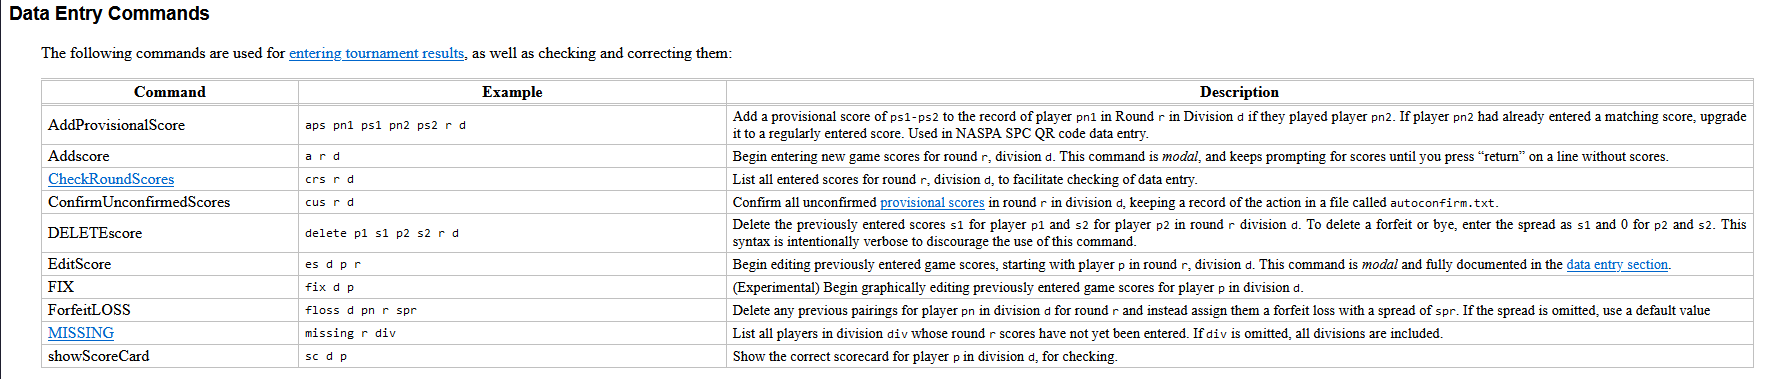 Data Entry Commands
The following commands are used for entering tournament results, as well as checking and correcting them:
Command Example Description
AddProvisionalScore aps pn1 ps1 pn2 ps2 r d Add a provisional score of ps1-ps2 to the record of player pn1 in Round r in Division d if they played player pn2. If player pn2 had already entered a matching score, upgrade
it to a regularly entered score. Used in NASPA SPC QR code data entry.
Addscore a r d Begin entering new game scores for round r, division d. This command is modal, and keeps prompting for scores until you press “return” on a line without scores.
CheckRoundScores crs r d List all entered scores for round r, division d, to facilitate checking of data entry.
ConfirmUnconfirmedScores cus r d Confirm all unconfirmed provisional scores in round r in division d, keeping a record of the action in a file called autoconfirm.txt.
DELETEscore delete p1 s1 p2 s2 r d Delete the previously entered scores s1 for player p1 and s2 for player p2 in round r division d. To delete a forfeit or bye, enter the spread as s1 and 0 for p2 and s2. This
syntax is intentionally verbose to discourage the use of this command.
EditScore es d p r Begin editing previously entered game scores, starting with player p in round r, division d. This command is modal and fully documented in the data entry section.
FIX fix d p (Experimental) Begin graphically editing previously entered game scores for player p in division d.
ForfeitLOSS floss d pn r spr Delete any previous pairings for player pn in division d for round r and instead assign them a forfeit loss with a spread of spr. If the spread is omitted, use a default value
MISSING missing r div List all players in division div whose round r scores have not yet been entered. If div is omitted, all divisions are included.
showScoreCard sc d p Show the correct scorecard for player p in division d, for checking.